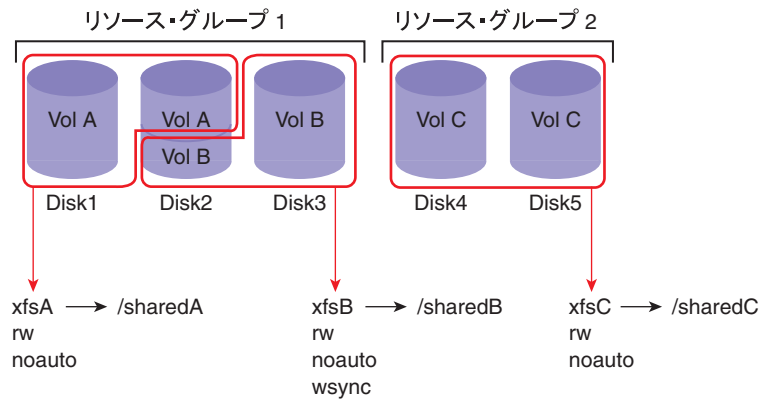 リソース・グループ 1
リソース・グループ 2
Vol A
Vol A
Vol B
Vol B
Vol C
Vol C
Disk1
Disk2
Disk3
Disk4
Disk5
xfsA → /sharedA
rw
noauto
xfsB → /sharedB
rw
noauto
wsync
xfsC → /sharedC
rw
noauto